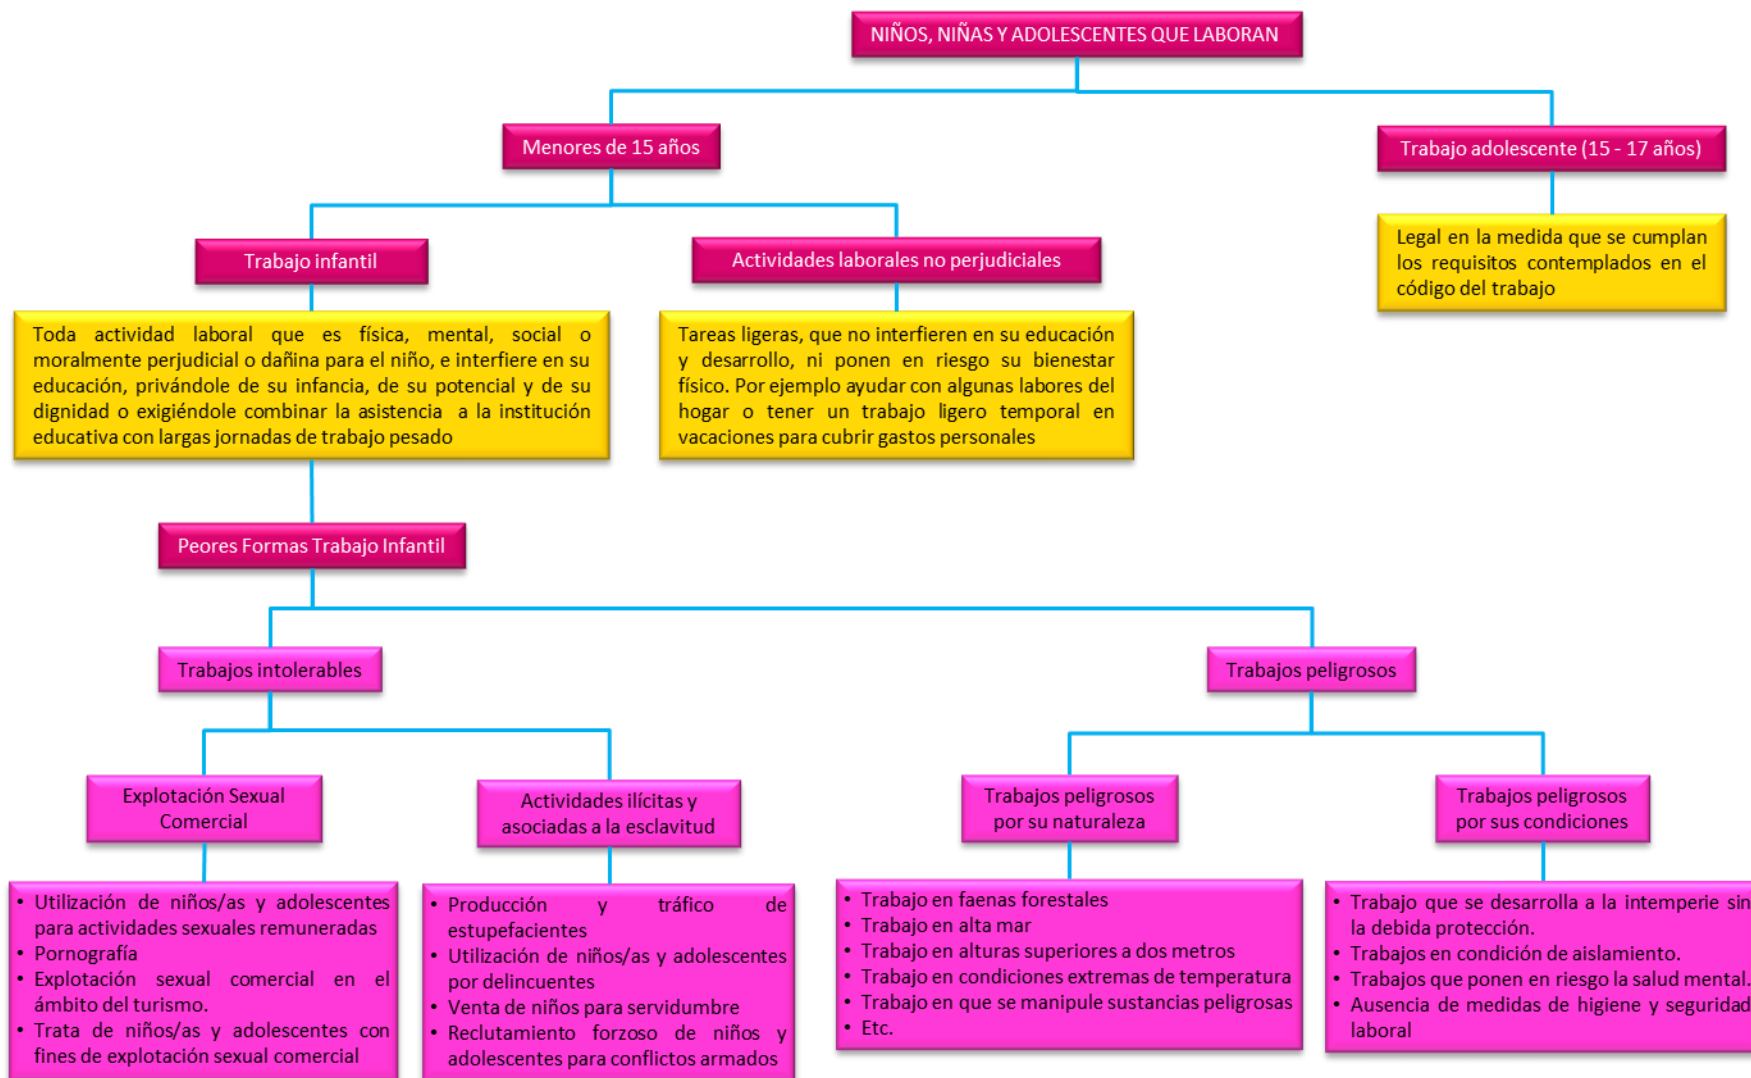 NIÑOS, NIÑAS Y ADOLESCENTES QUE LABORAN
Menores de 15 años
Trabajo adolescente (15 - 17 años)
Legal en la medida que se cumplan
los requisitos contemplados en el
código del trabajo
Trabajo infantil
Actividades laborales no perjudiciales
Toda actividad laboral que es física, mental, social o
moralmente perjudicial o dañina para el niño, e interfiere en su
educación, privándole de su infancia, de su potencial y de su
dignidad o exigiéndole combinar la asistencia a la institución
educativa con largas jornadas de trabajo pesado
Tareas ligeras, que no interfieren en su educación
y desarrollo, ni ponen en riesgo su bienestar
físico. Por ejemplo ayudar con algunas labores del
hogar o tener un trabajo ligero temporal en
vacaciones para cubrir gastos personales
Peores Formas Trabajo Infantil
Trabajos intolerables
Trabajos peligrosos
Explotación Sexual
Comercial
Actividades ilícitas y
asociadas a la esclavitud
Trabajos peligrosos
por su naturaleza
Trabajos peligrosos
por sus condiciones
• Utilización de niños/as y adolescentes
para actividades sexuales remuneradas
• Pornografía
• Explotación sexual comercial en el
ámbito del turismo.
• Trata de niños/as y adolescentes con
fines de explotación sexual comercial
• Producción y tráfico de
estupefacientes
• Utilización de niños/as y adolescentes
por delincuentes
• Venta de niños para servidumbre
• Reclutamiento forzoso de niños y
adolescentes para conflictos armados
• Trabajo en faenas forestales
• Trabajo en alta mar
• Trabajo en alturas superiores a dos metros
• Trabajo en condiciones extremas de temperatura
• Trabajo en que se manipule sustancias peligrosas
• Etc.
• Trabajo que se desarrolla a la intemperie sin
la debida protección.
• Trabajos en condición de aislamiento.
• Trabajos que ponen en riesgo la salud mental.
• Ausencia de medidas de higiene y seguridad
laboral